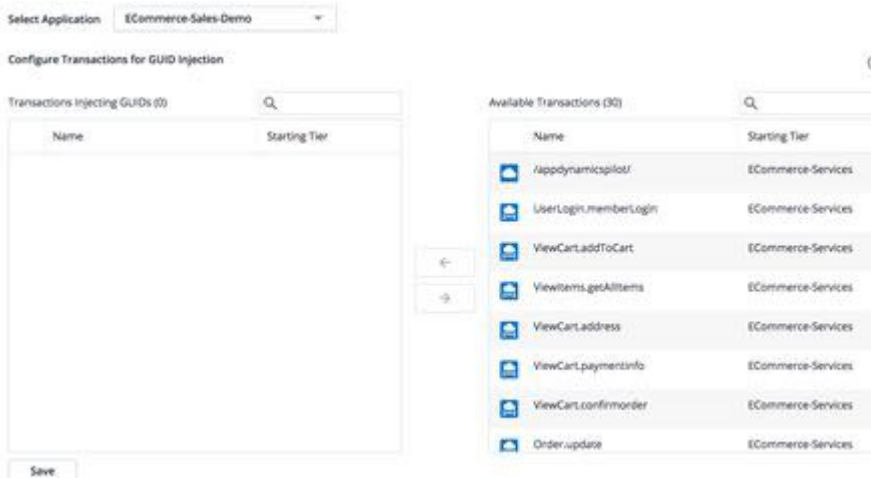 Select Application ECommerce-Sales-Demo
Configure Transactions for GUID Injection
Transactions Injecting GUIDs (0) Available Transactions (30)
Name Starting Tier Name Starting Tier
/appdynamicspilot/ ECommerce-Services
UserLogin.memberLogin ECommerce-Services
ViewCart.addToCart ECommerce-Services
ViewItems.getAllItems ECommerce-Services
ViewCart.address ECommerce-Services
ViewCart.paymentinfo ECommerce-Services
ViewCart.confirmorder ECommerce-Services
Order.update ECommerce-Services
Save